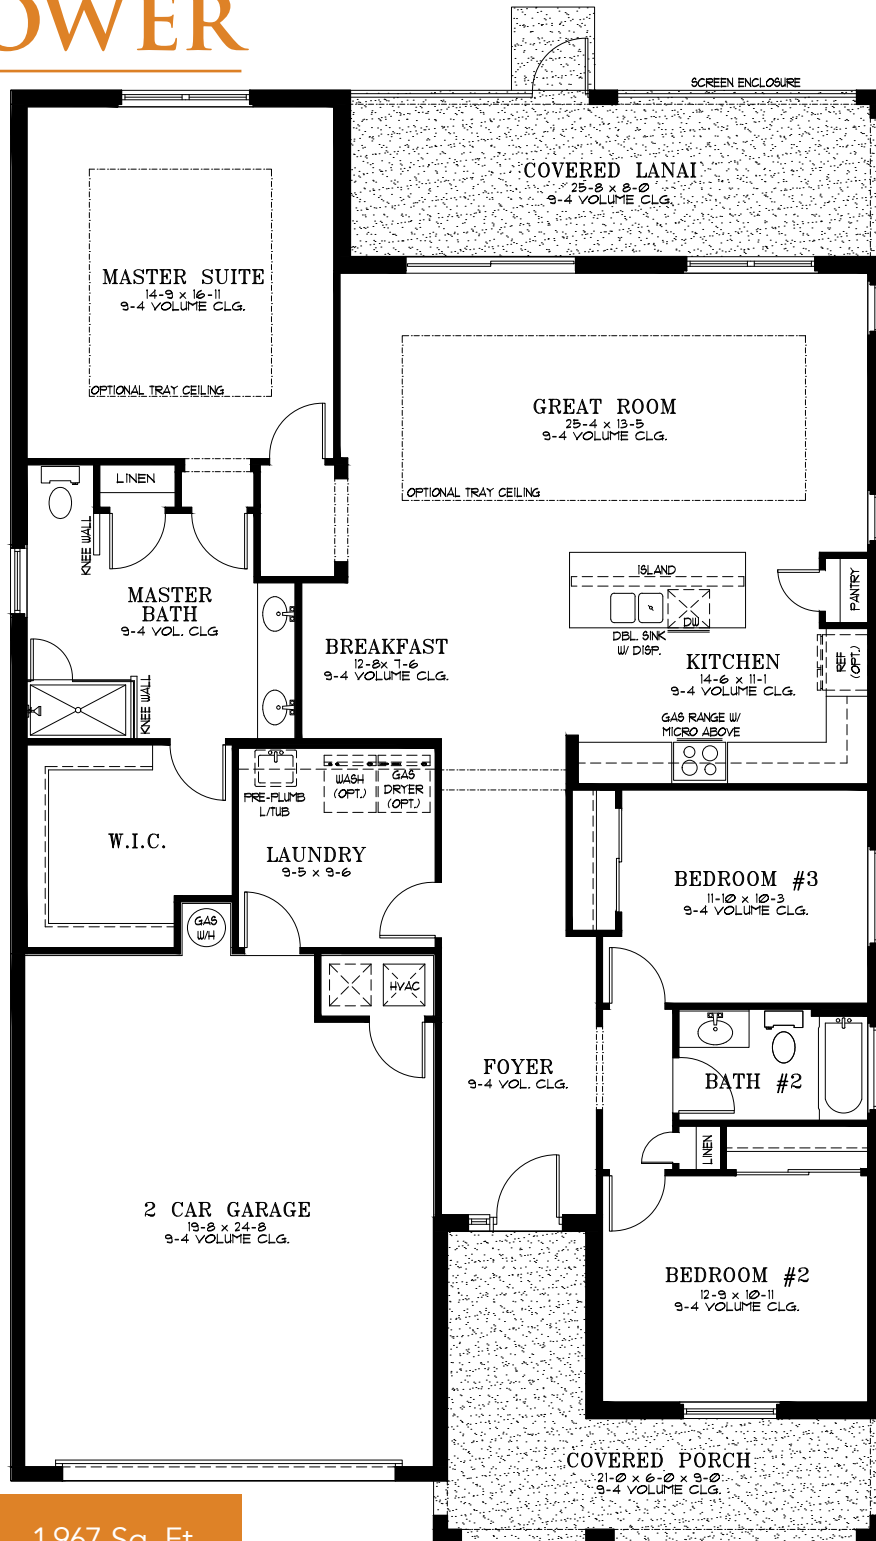 OWER
SCREEN ENCLOSURE
COVERED LANAI
25-8 x 8-0
9-4 VOLUME CLG.
MASTER SUITE
14-9 x 16-11
9-4 VOLUME CLG.
OPTIONAL TRAY CEILING
GREAT ROOM
25-4 x 13-5
9-4 VOLUME CLG.
OPTIONAL TRAY CEILING
LINEN
KNEE WALL
MASTER
BATH
9-4 VOL. CLG
KNEE WALL
ISLAND
DW
DBL. SINK
W/ DISP.
PANTRY
BREAKFAST
12-8x 7-6
9-4 VOLUME CLG.
KITCHEN
14-6 x 11-1
9-4 VOLUME CLG.
REF
(OPT.)
GAS RANGE W/
MICRO ABOVE
WASH
(OPT.)
GAS
DRYER
(OPT.)
PRE-PLUMB
L/TUB
W.I.C.
LAUNDRY
9-5 x 9-6
BEDROOM #3
11-10 x 10-3
9-4 VOLUME CLG.
GAS
W/H
HVAC
FOYER
9-4 VOL. CLG.
BATH #2
LINEN
2 CAR GARAGE
19-8 x 24-8
9-4 VOLUME CLG.
BEDROOM #2
12-9 x 10-11
9-4 VOLUME CLG.
COVERED PORCH
21-0 x 6-0 x 9-0
9-4 VOLUME CLG.
1,967 Sq. Ft.